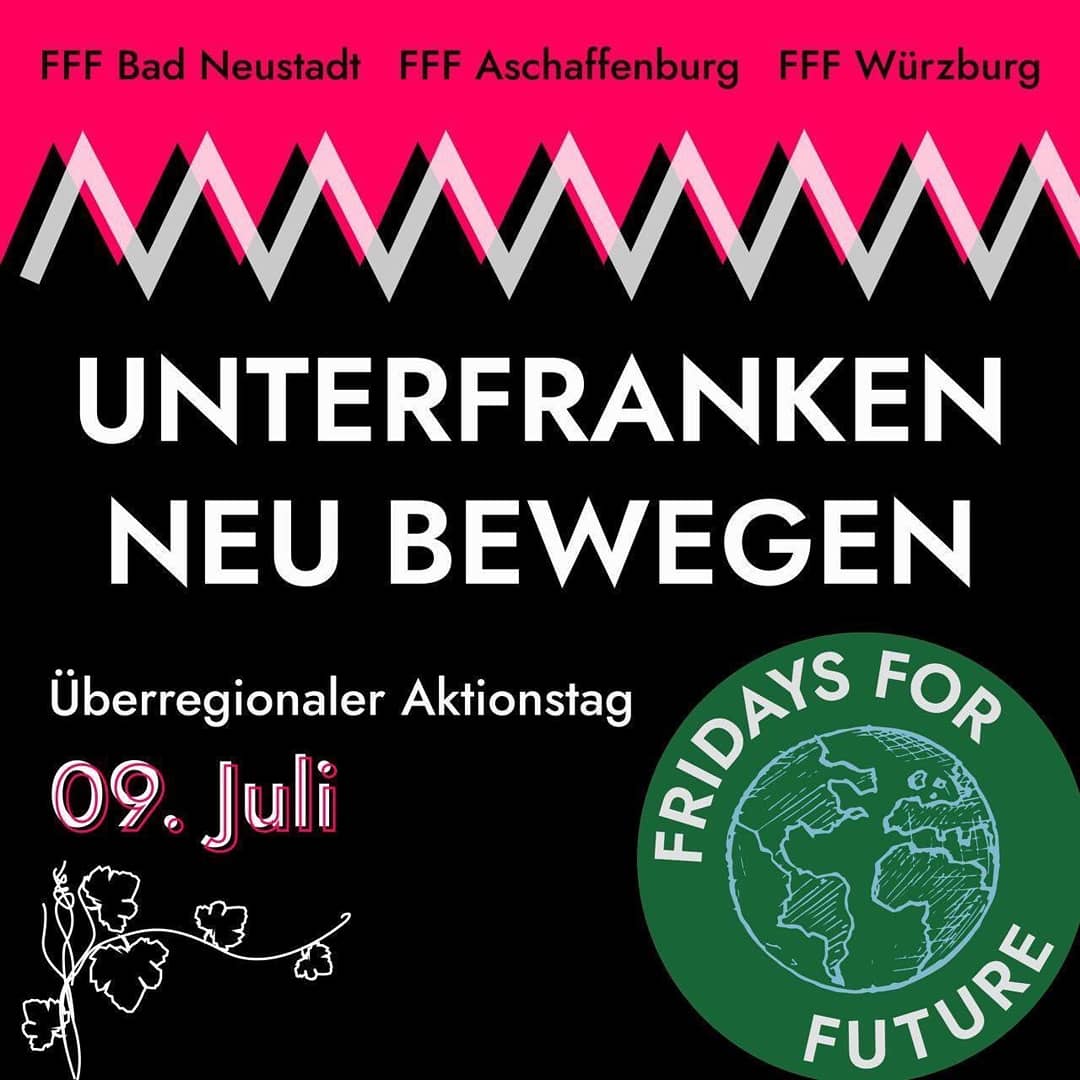 FFF Bad Neustadt FFF Aschaffenburg FFF Würzburg
UNTERFRANKEN
NEU BEWEGEN
Überregionaler Aktionstag
09. Juli
FRIDAYS FOR
FUTURE